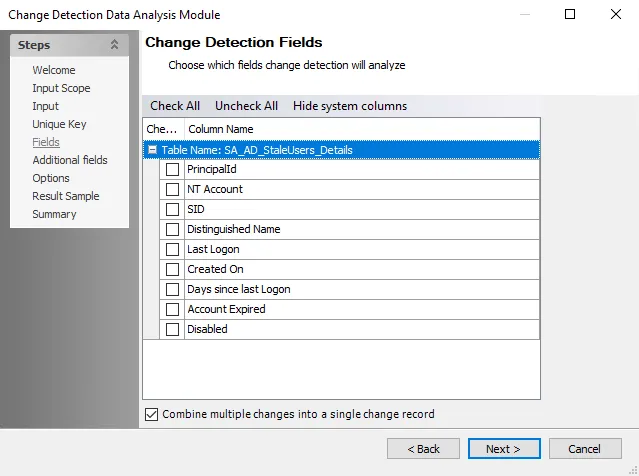 Change Detection Data Analysis Module
Steps
Welcome
Input Scope
Input
Unique Key
Fields
Additional fields
Options
Result Sample
Summary
Change Detection Fields
Choose which fields change detection will analyze
Check All Uncheck All Hide system columns
Che... Column Name
Table Name: SA_AD_StaleUsers_Details
PrincipalId
NT Account
SID
Distinguished Name
Last Logon
Created On
Days since last Logon
Account Expired
Disabled
Combine multiple changes into a single change record
< Back Next > Cancel